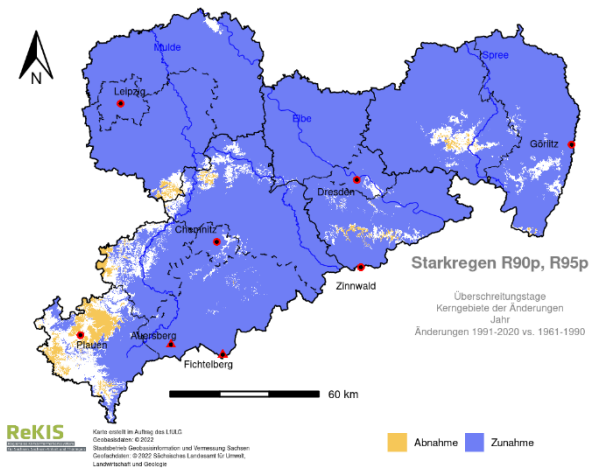 N
Mulde
Spree
Leipzig
Elbe
Görlitz
Dresden
Chemnitz
Zinnwald
Plauen
Auersberg
Fichtelberg
Starkregen R90p, R95p
Überschreitungstage
Kerngebiete der Änderungen
Jahr
Änderungen 1991-2020 vs. 1961-1990
60 km
ReKIS
Karte erstellt im Auftrag des LfULG
Geobasisdaten: © 2022
Staatsbetrieb Geobasisinformation und Vermessung Sachsen
Geofachdaten: © 2022 Sächsisches Landesamt für Umwelt,
Landwirtschaft und Geologie
Abnahme
Zunahme